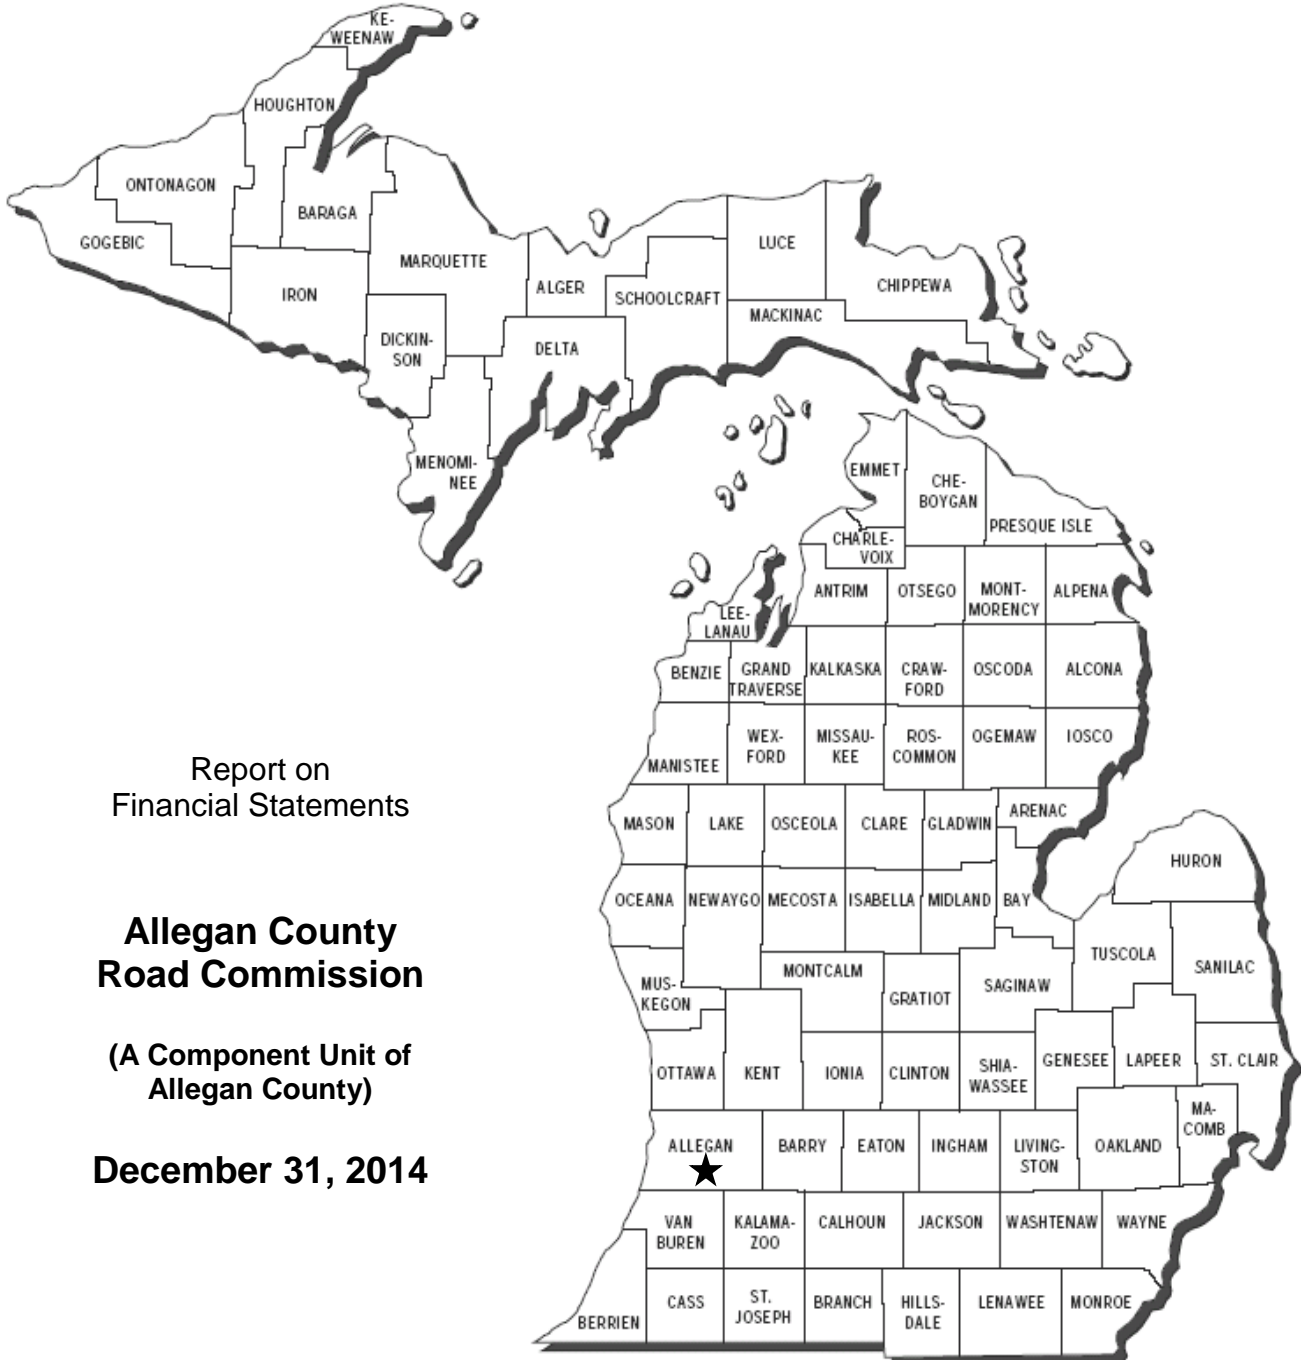 KE-
WEENAW
HOUGHTON
ONTONAGON
BARAGA
GOGEBIC
MARQUETTE
LUCE
IRON
ALGER
SCHOOLCRAFT
CHIPPEWA
MACKINAC
DICKIN-
SON
DELTA
MENOMI-
NEE
EMMET
CHE-
BOYGAN
PRESQUE ISLE
CHARLE-
VOIX
ANTRIM
OTSEGO
MONT-
MORENCY
ALPENA
LEE-
LANAU
BENZIE
GRAND
TRAVERSE
KALKASKA
CRAW-
FORD
OSCODA
ALCONA
MANISTEE
WEX-
FORD
MISSAU-
KEE
ROS-
COMMON
OGEMAW
IOSCO
Report on
Financial Statements
MASON
LAKE
OSCEOLA
CLARE
GLADWIN
ARENAC
HURON
OCEANA
NEWAYGO
MECOSTA
ISABELLA
MIDLAND
BAY
Allegan County
Road Commission
TUSCOLA
SANILAC
MUS-
KEGON
MONTCALM
GRATIOT
SAGINAW
(A Component Unit of
Allegan County)
OTTAWA
KENT
IONIA
CLINTON
SHIA-
WASSEE
GENESEE
LAPEER
ST. CLAIR
MA-
COMB
December 31, 2014
ALLEGAN
BARRY
EATON
INGHAM
LIVING-
STON
OAKLAND
VAN
BUREN
KALAMA-
ZOO
CALHOUN
JACKSON
WASHTENAW
WAYNE
BERRIEN
CASS
ST.
JOSEPH
BRANCH
HILLS-
DALE
LENAWEE
MONROE